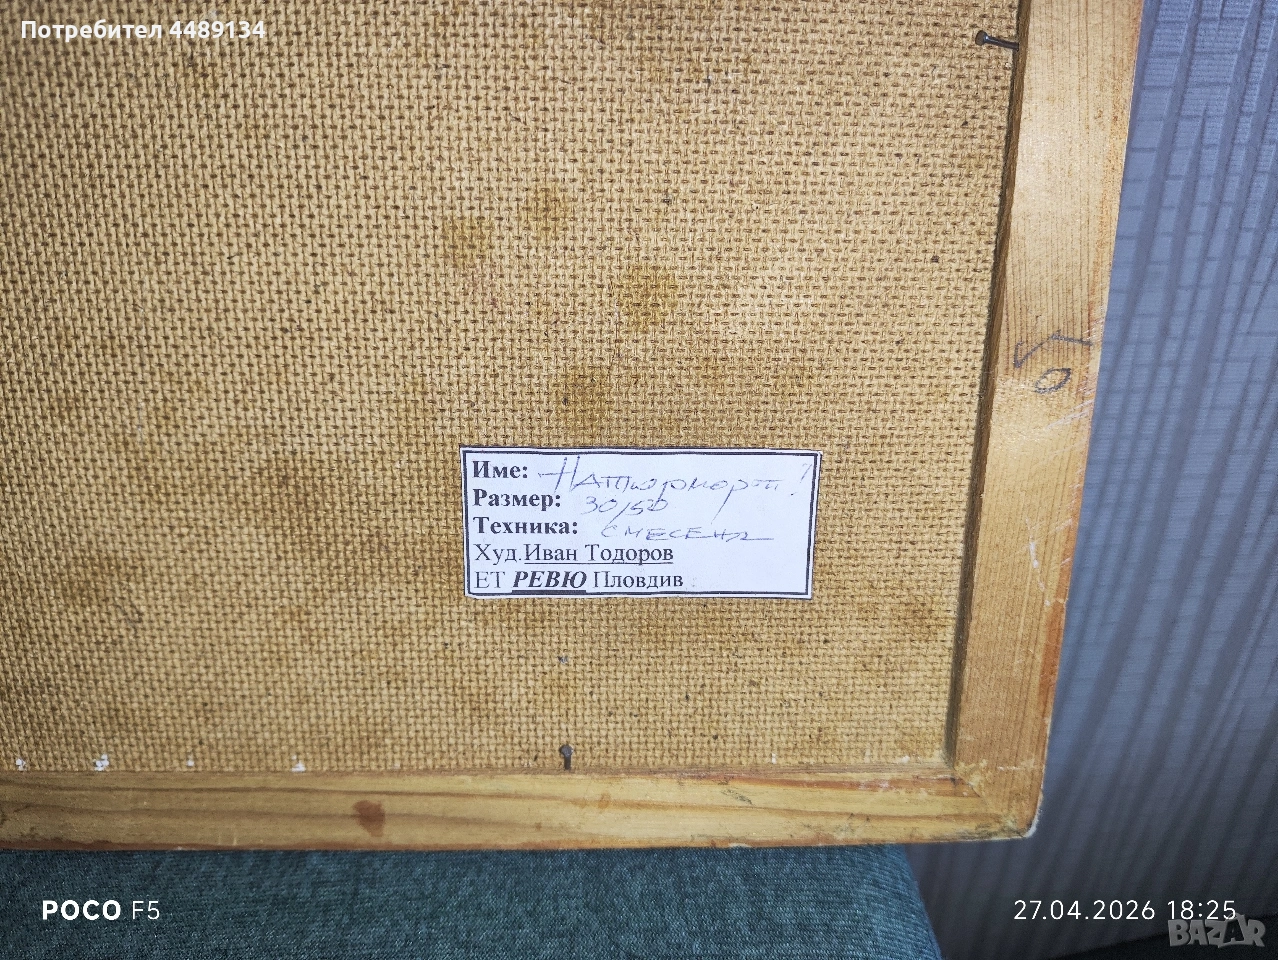 Потребител 4489134
Име: Натюрморт!
Размер: 30/50
Техника: смесена
Худ.Иван Тодоров
ЕТ РЕВЮ Пловдив
POCO F5
27.04.2026 18:25
BAZAR